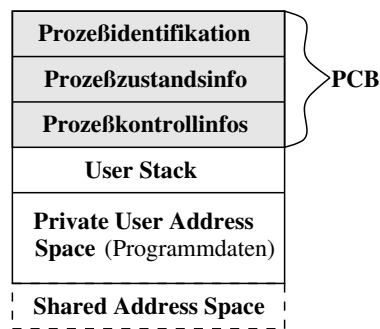 Prozeßidentifikation
Prozeßzustandsinfo
PCB
Prozeßkontrollinfos
User Stack
Private User Address
Space (Programmdaten)
Shared Address Space